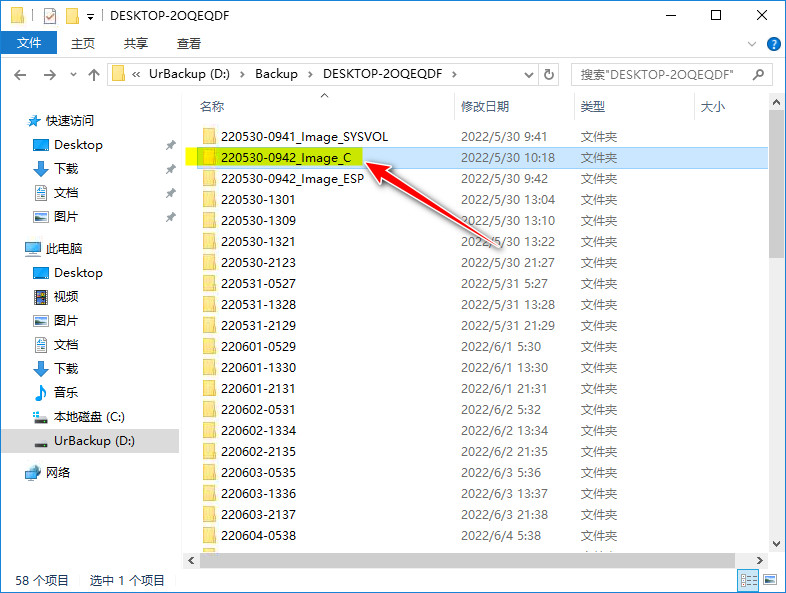 DESKTOP-2OQEQDF
文件 主页 共享 查看
« UrBackup (D:) > Backup > DESKTOP-2OQEQDF >
搜索"DESKTOP-2OQEQDF"
快速访问
Desktop
下载
文档
图片
此电脑
Desktop
视频
图片
文档
下载
音乐
本地磁盘 (C:)
UrBackup (D:)
网络
名称 修改日期 类型 大小
220530-0941_Image_SYSVOL 2022/5/30 9:41 文件夹
220530-0942_Image_C 2022/5/30 10:18 文件夹
220530-0942_Image_ESP 2022/5/30 9:42 文件夹
220530-1301 2022/5/30 13:04 文件夹
220530-1309 2022/5/30 13:10 文件夹
220530-1321 2022/5/30 13:22 文件夹
220530-2123 2022/5/30 21:27 文件夹
220531-0527 2022/5/31 5:27 文件夹
220531-1328 2022/5/31 13:28 文件夹
220531-2129 2022/5/31 21:29 文件夹
220601-0529 2022/6/1 5:30 文件夹
220601-1330 2022/6/1 13:30 文件夹
220601-2131 2022/6/1 21:31 文件夹
220602-0531 2022/6/2 5:32 文件夹
220602-1334 2022/6/2 13:34 文件夹
220602-2135 2022/6/2 21:35 文件夹
220603-0535 2022/6/3 5:36 文件夹
220603-1336 2022/6/3 13:37 文件夹
220603-2137 2022/6/3 21:38 文件夹
220604-0538 2022/6/4 5:38 文件夹
58 个项目 选中 1 个项目